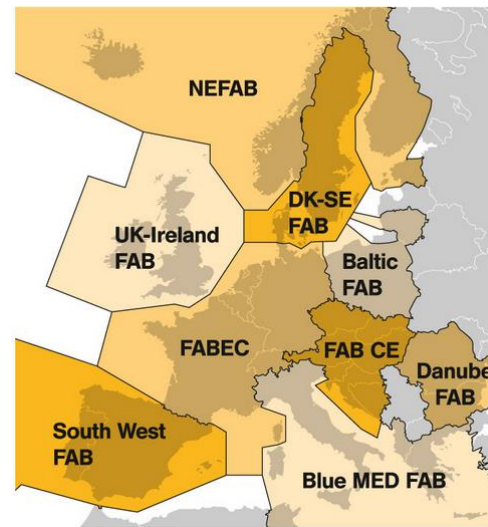 NEFAB
DK-SE
FAB
UK-Ireland
FAB
Baltic
FAB
FABEC
FAB CE
Danube
FAB
South West
FAB
Blue MED FAB